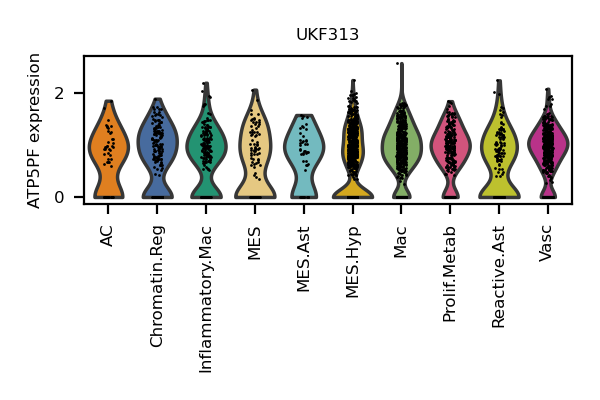 UKF313
ATP5PF expression
2
0
AC
Chromatin.Reg
Inflammatory.Mac
MES
MES.Ast
MES.Hyp
Mac
Prolif.Metab
Reactive.Ast
Vasc